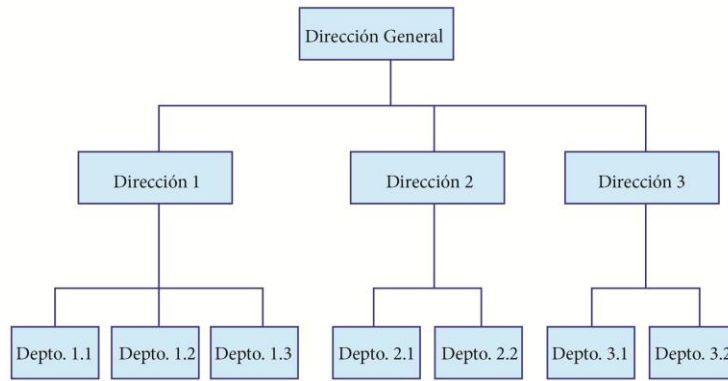 Dirección General
Dirección 1
Dirección 2
Dirección 3
Depto. 1.1
Depto. 1.2
Depto. 1.3
Depto. 2.1
Depto. 2.2
Depto. 3.1
Depto. 3.2